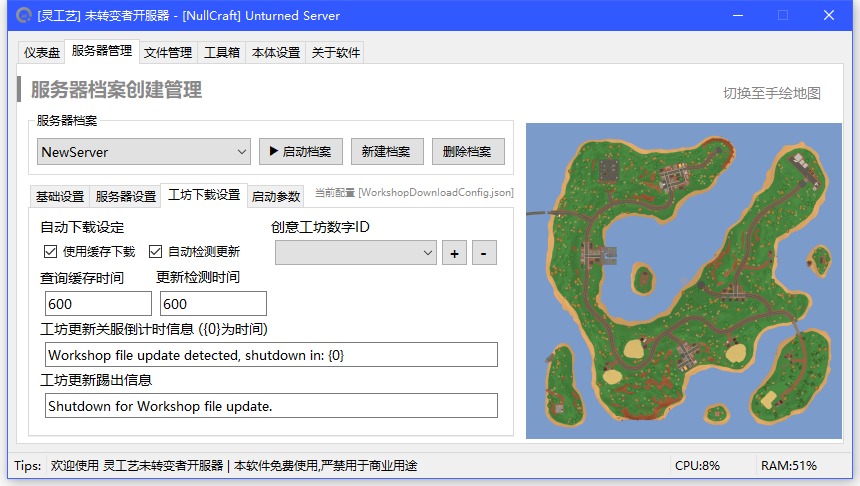 [灵工艺] 未转变者开服器 - [NullCraft] Unturned Server
仪表盘 服务器管理 文件管理 工具箱 本体设置 关于软件
服务器档案创建管理
切换至手绘地图
服务器档案
NewServer
启动档案 新建档案 删除档案
基础设置 服务器设置 工坊下载设置 启动参数 当前配置 [WorkshopDownloadConfig.json]
自动下载设定 创意工坊数字ID
使用缓存下载 自动检测更新
+ -
查询缓存时间 更新检测时间
600 600
工坊更新关服倒计时信息 ({0}为时间)
Workshop file update detected, shutdown in: {0}
工坊更新踢出信息
Shutdown for Workshop file update.
Tips: 欢迎使用 灵工艺未转变者开服器 | 本软件免费使用,严禁用于商业用途 CPU:8% RAM:51%